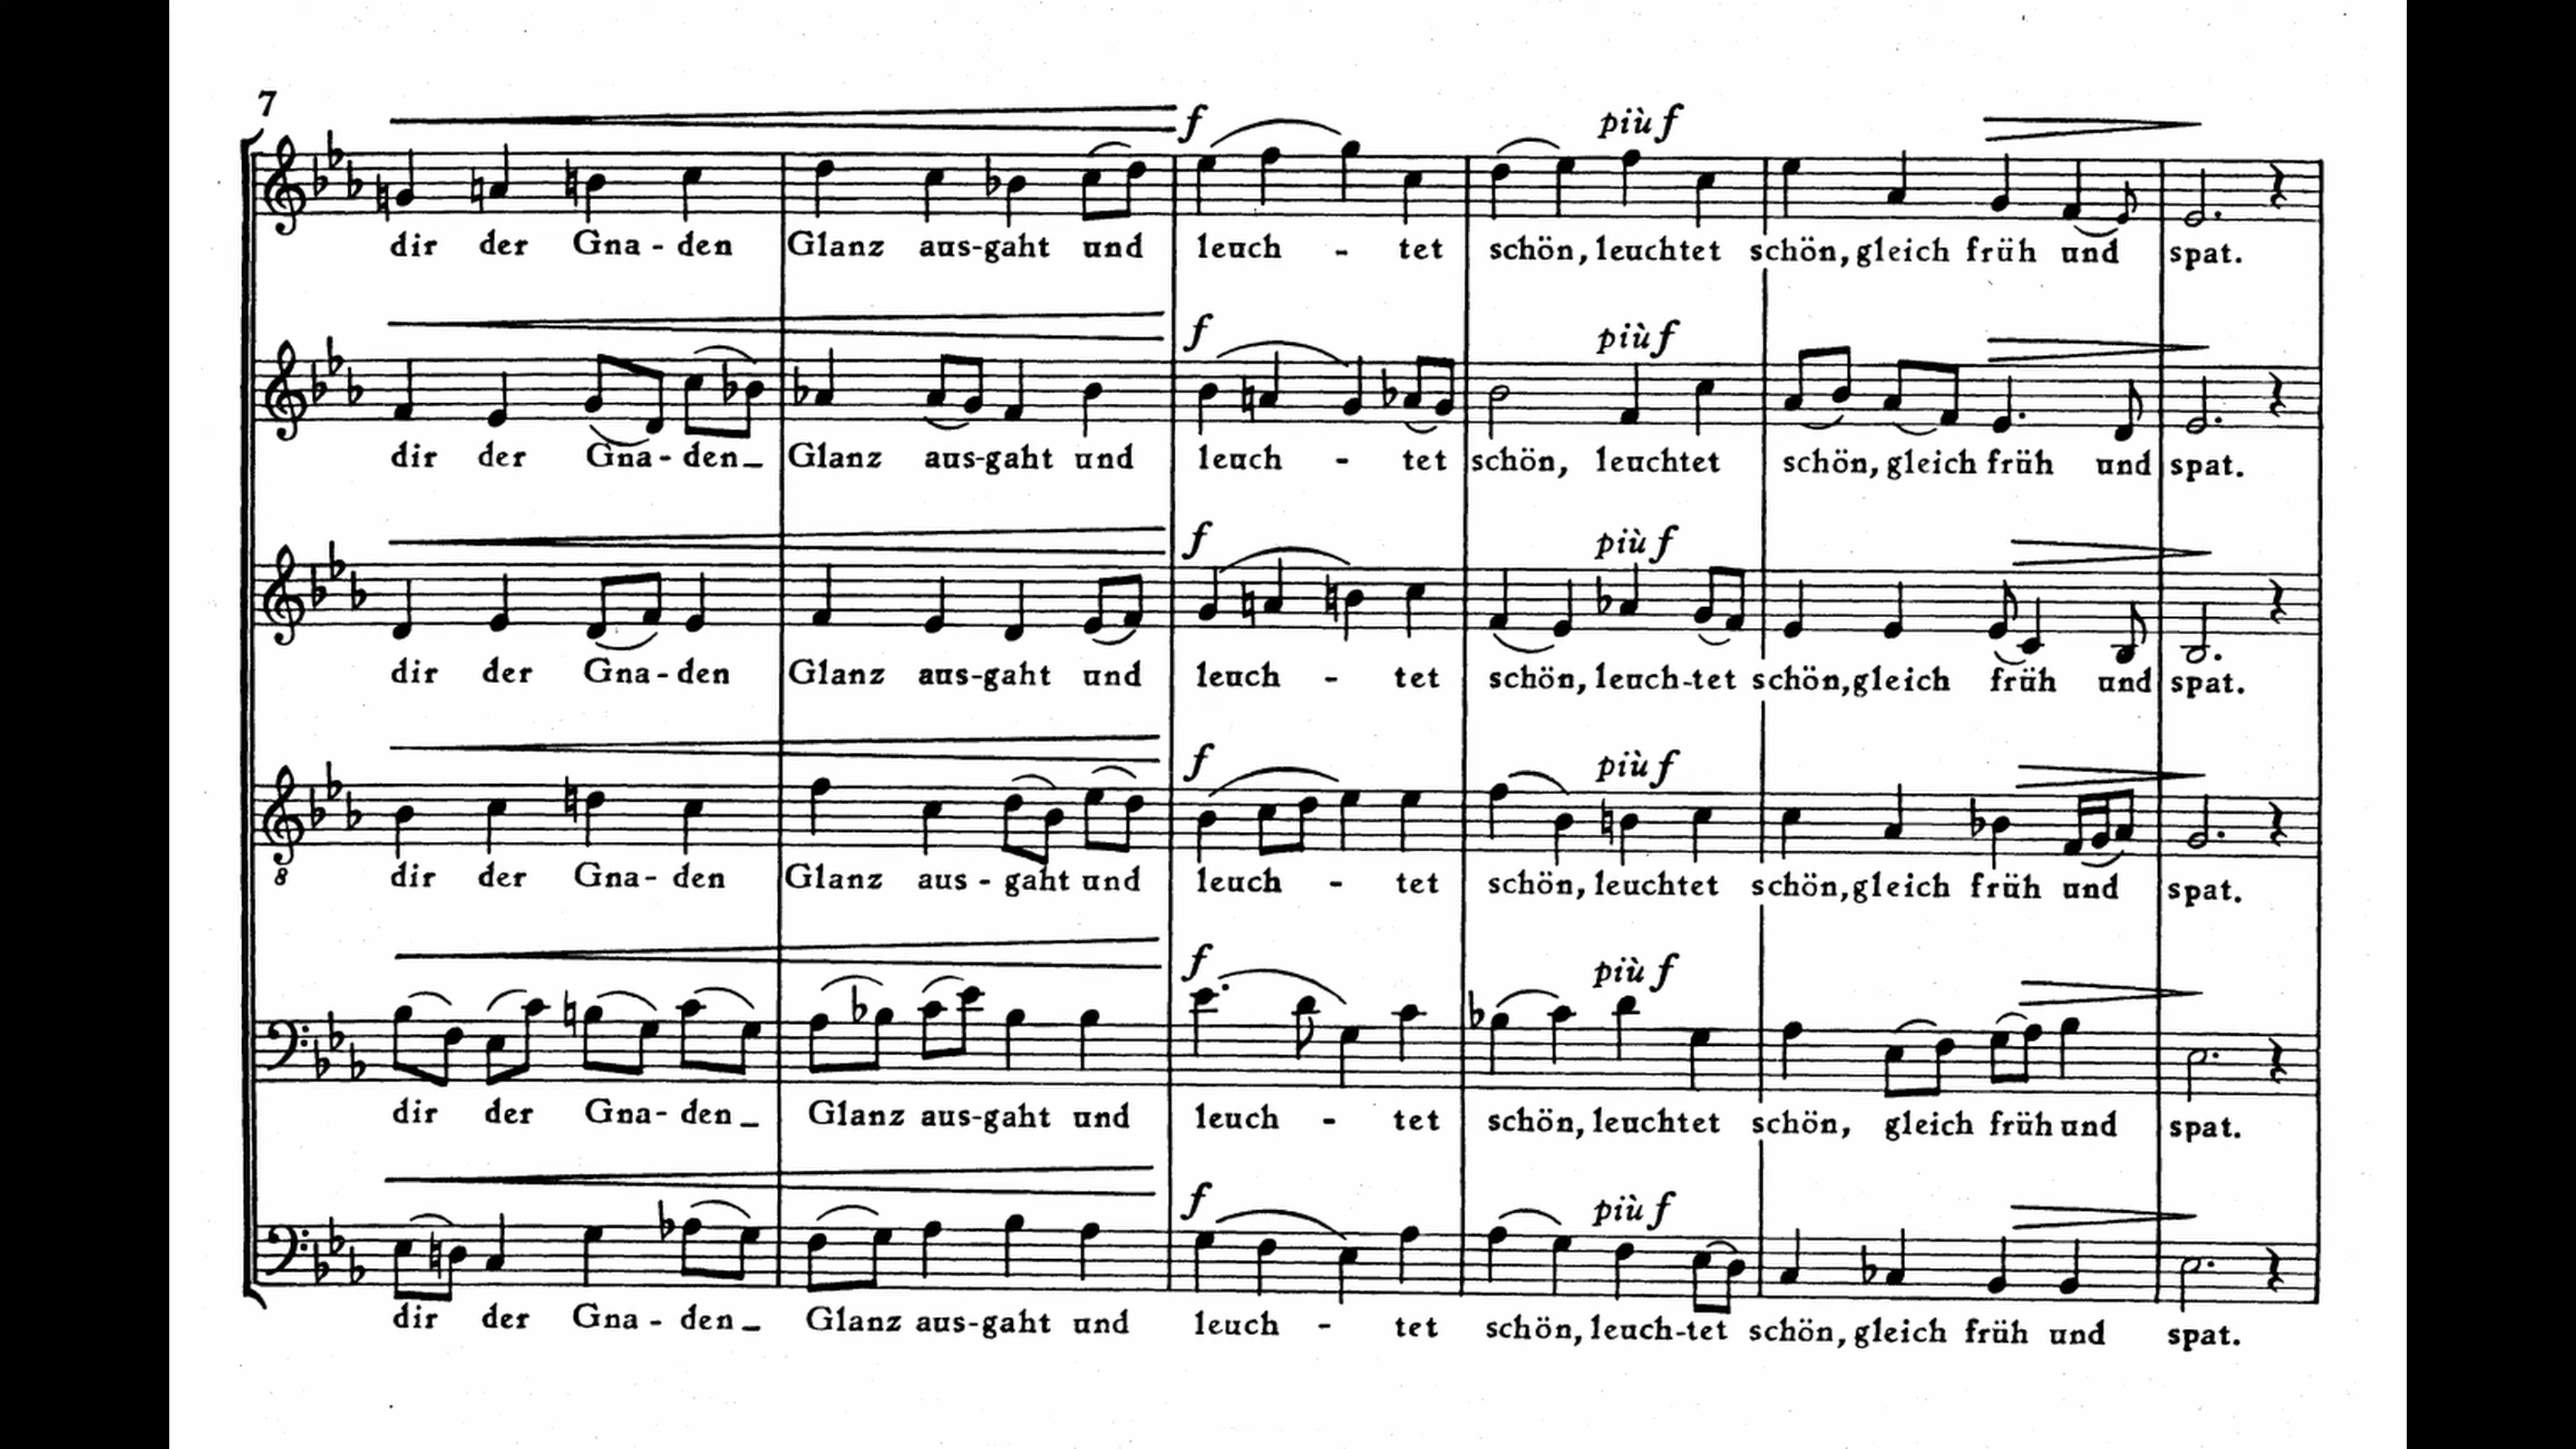 7
f
più f
dir der Gna - den Glanz aus-gaht und leuch - tet schön, leuchtet schön, gleich früh und spat.
f
più f
dir der Gna - den_ Glanz aus-gaht und leuch - tet schön, leuchtet schön, gleich früh und spat.
f
più f
dir der Gna - den Glanz aus-gaht und leuch - tet schön, leuch-tet schön, gleich früh und spat.
f
più f
8
dir der Gna - den Glanz aus - gaht und leuch - tet schön, leuchtet schön, gleich früh und spat.
f
più f
dir der Gna - den_ Glanz aus-gaht und leuch - tet schön, leuchtet schön, gleich früh und spat.
f
più f
dir der Gna - den_ Glanz aus-gaht und leuch - tet schön, leuch-tet schön, gleich früh und spat.